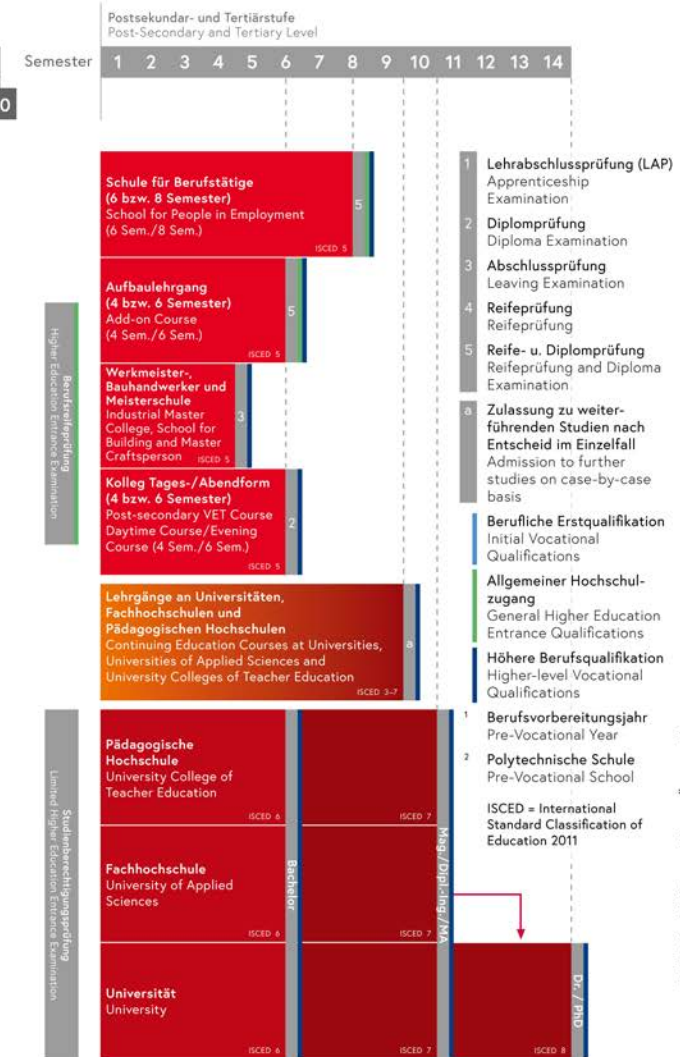 Postsekundar- und Tertiärstufe
Post-Secondary and Tertiary Level
Semester 1 2 3 4 5 6 7 8 9 10 11 12 13 14
0
Schule für Berufstätige
(6 bzw. 8 Semester)
School for People in Employment
(6 Sem./8 Sem.)
ISCED 5
5
Aufbaulehrgang
(4 bzw. 6 Semester)
Add-on Course
(4 Sem./6 Sem.)
ISCED 5
5
Berufsreifeprüfung
Higher Education Entrance Examination
Werkmeister-,
Bauhandwerker und
Meisterschule
Industrial Master
College, School for
Building and Master
Craftsperson ISCED 5
3
Kolleg Tages-/Abendform
(4 bzw. 6 Semester)
Post-secondary VET Course
Daytime Course/Evening
Course (4 Sem./6 Sem.)
ISCED 5
2
Lehrgänge an Universitäten,
Fachhochschulen und
Pädagogischen Hochschulen
Continuing Education Courses at Universities,
Universities of Applied Sciences and
University Colleges of Teacher Education
ISCED 3–7
a
Studienberechtigungsprüfung
Limited Higher Education Entrance Examination
Pädagogische
Hochschule
University College of
Teacher Education
ISCED 6
ISCED 7
Fachhochschule
University of Applied
Sciences
ISCED 6
ISCED 7
Bachelor
Mag./Dipl.-Ing./MA
Universität
University
ISCED 6
ISCED 7
ISCED 8
Dr. / PhD
1 Lehrabschlussprüfung (LAP)
Apprenticeship
Examination
2 Diplomprüfung
Diploma Examination
3 Abschlussprüfung
Leaving Examination
4 Reifeprüfung
Reifeprüfung
5 Reife- u. Diplomprüfung
Reifeprüfung and Diploma
Examination
a Zulassung zu weiter-
führenden Studien nach
Entscheid im Einzelfall
Admission to further
studies on case-by-case
basis
Berufliche Erstqualifikation
Initial Vocational
Qualifications
Allgemeiner Hochschul-
zugang
General Higher Education
Entrance Qualifications
Höhere Berufsqualifikation
Higher-level Vocational
Qualifications
1 Berufsvorbereitungsjahr
Pre-Vocational Year
2 Polytechnische Schule
Pre-Vocational School
ISCED = International
Standard Classification of
Education 2011